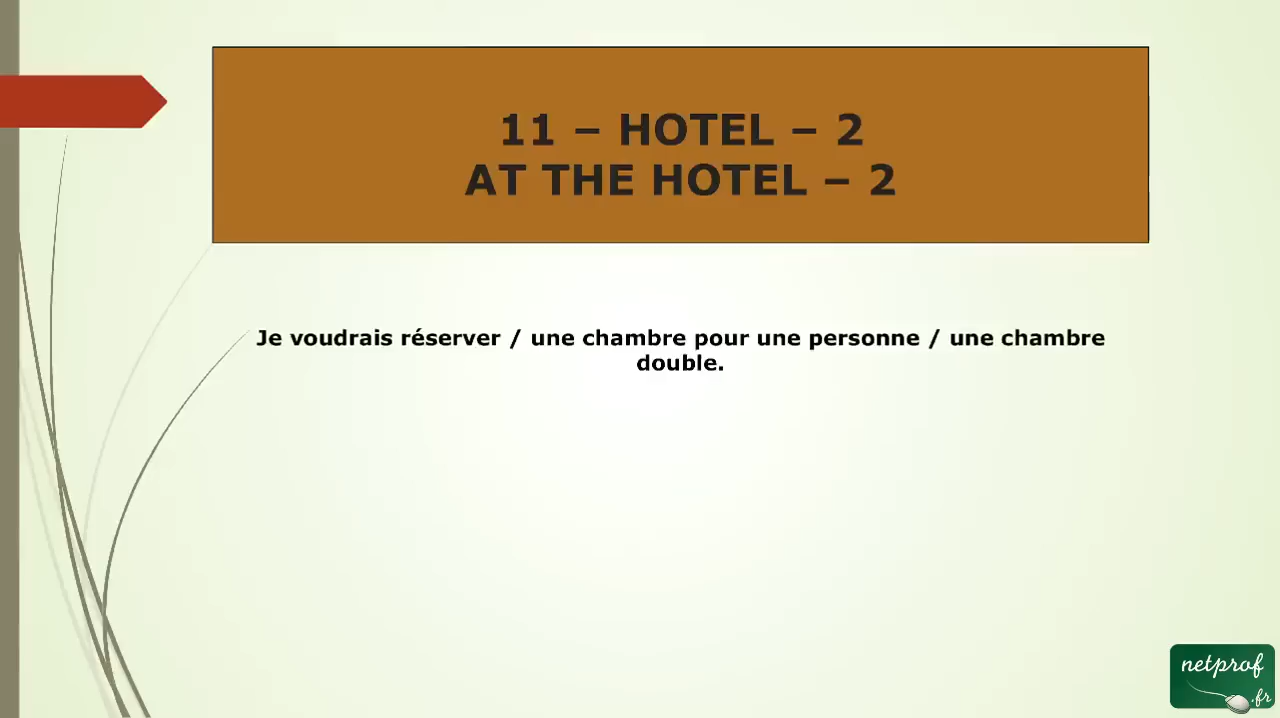 11 – HOTEL – 2
AT THE HOTEL – 2
Je voudrais réserver / une chambre pour une personne / une chambre
double.
netprof
.fr